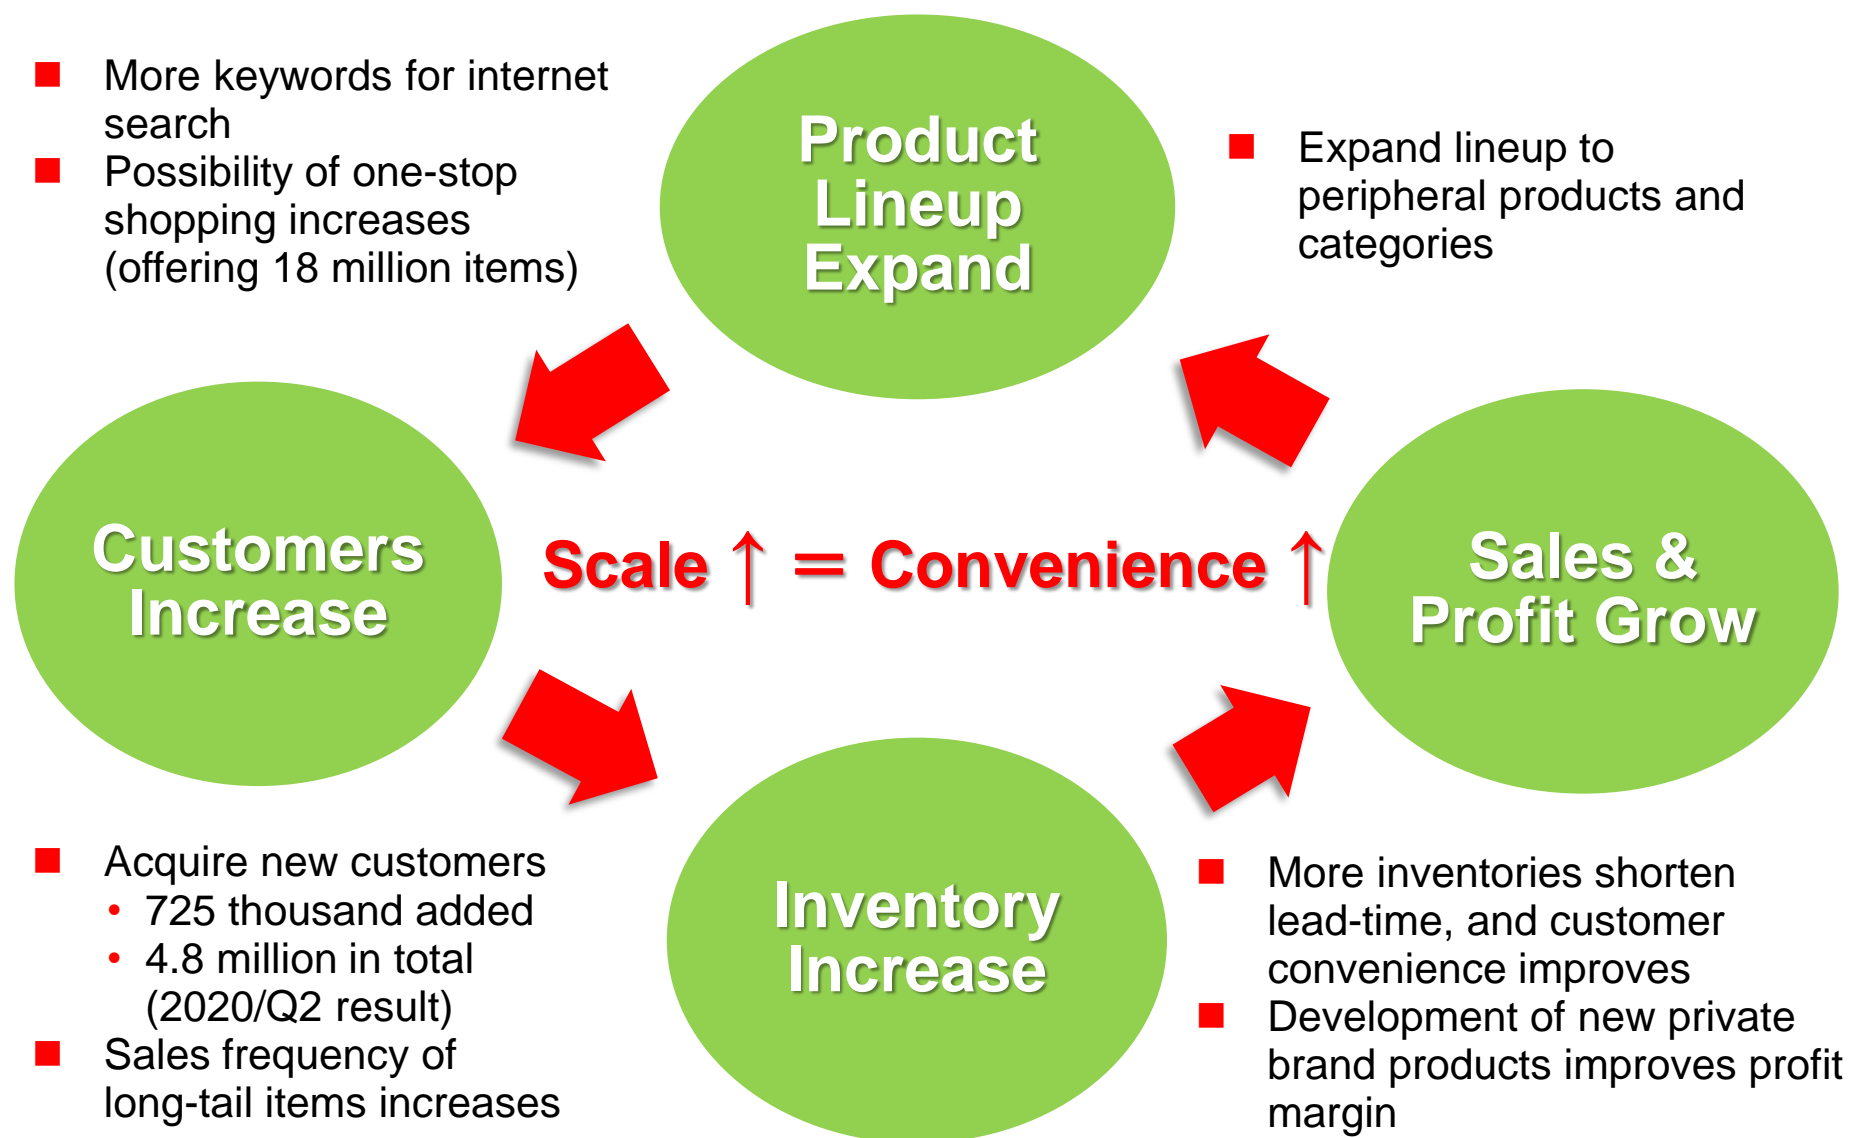 ■ More keywords for internet
search
■ Possibility of one-stop
shopping increases
(offering 18 million items)
Product
Lineup
Expand
■ Expand lineup to
peripheral products and
categories
Customers
Increase
Scale ↑ = Convenience ↑
Sales &
Profit Grow
■ Acquire new customers
• 725 thousand added
• 4.8 million in total
(2020/Q2 result)
■ Sales frequency of
long-tail items increases
Inventory
Increase
■ More inventories shorten
lead-time, and customer
convenience improves
■ Development of new private
brand products improves profit
margin